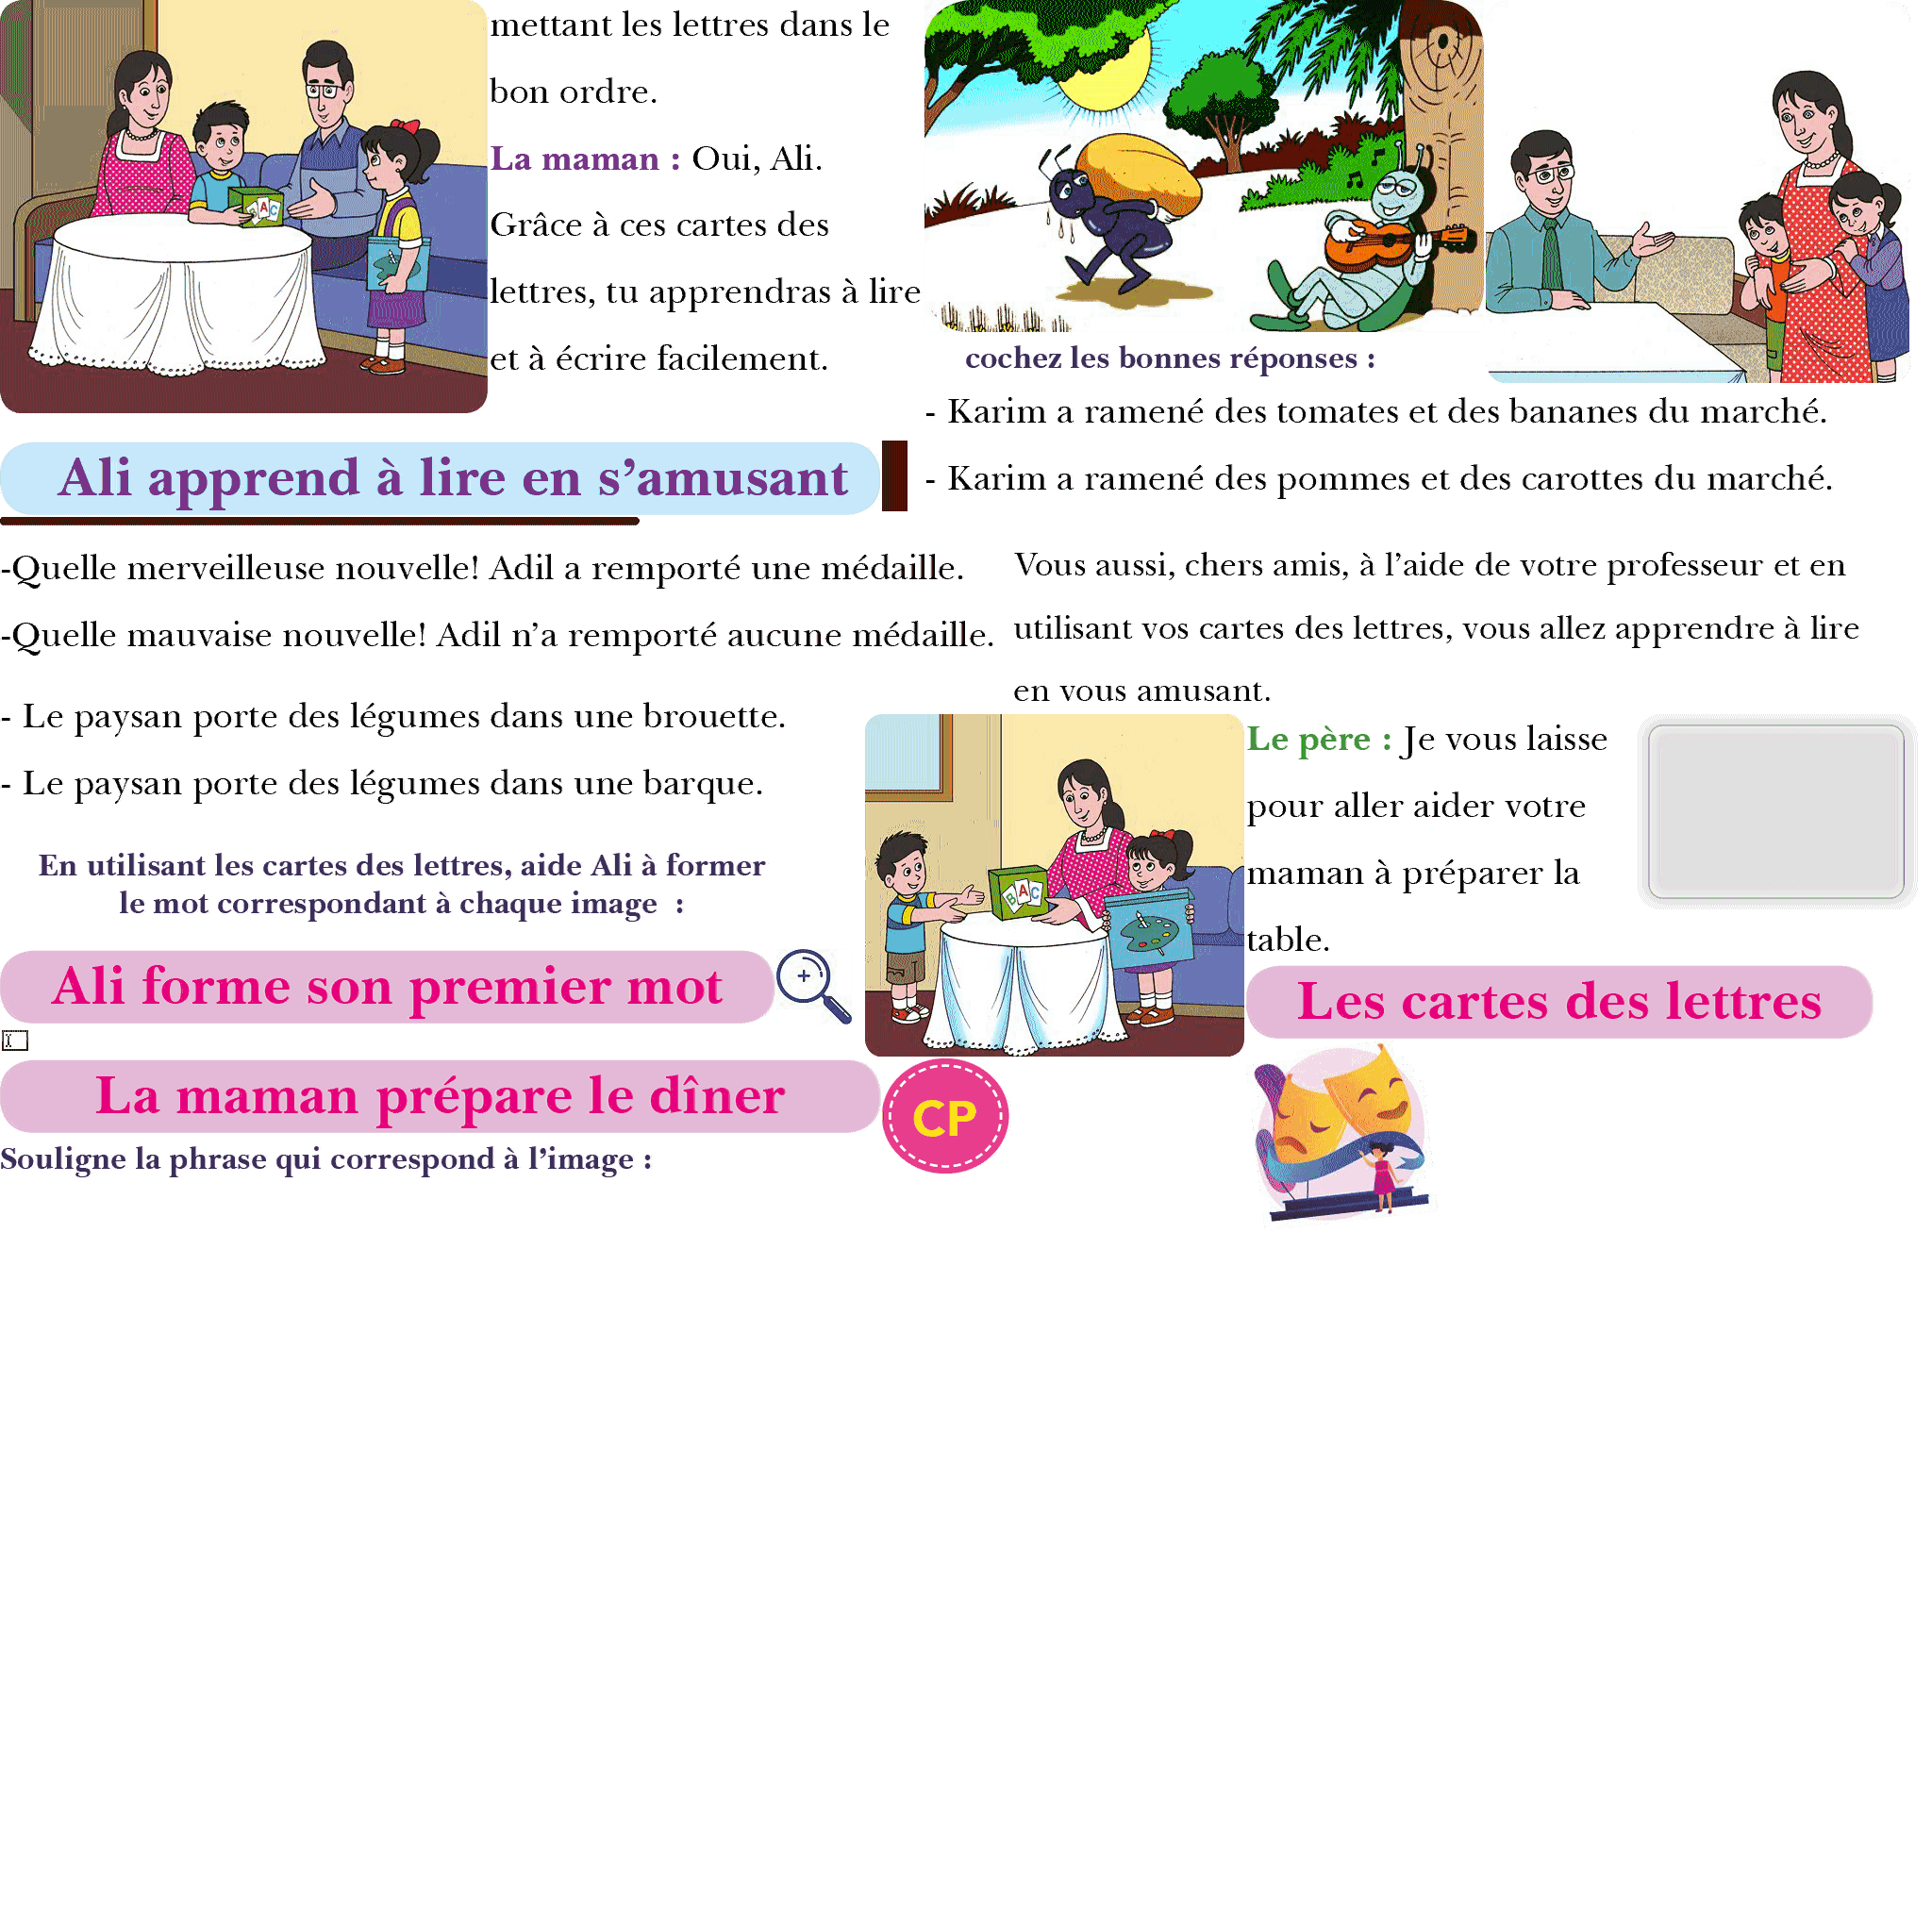 mettant les lettres dans le
bon ordre.
La maman : Oui, Ali.
Grâce à ces cartes des
lettres, tu apprendras à lire
et à écrire facilement.
cochez les bonnes réponses :
- Karim a ramené des tomates et des bananes du marché.
- Karim a ramené des pommes et des carottes du marché.
Ali apprend à lire en s’amusant
-Quelle merveilleuse nouvelle! Adil a remporté une médaille.
-Quelle mauvaise nouvelle! Adil n’a remporté aucune médaille.
Vous aussi, chers amis, à l’aide de votre professeur et en
utilisant vos cartes des lettres, vous allez apprendre à lire
en vous amusant.
- Le paysan porte des légumes dans une brouette.
- Le paysan porte des légumes dans une barque.
En utilisant les cartes des lettres, aide Ali à former
le mot correspondant à chaque image :
BAC
Le père : Je vous laisse
pour aller aider votre
maman à préparer la
table.
Ali forme son premier mot
Les cartes des lettres
La maman prépare le dîner
CP
Souligne la phrase qui correspond à l’image :